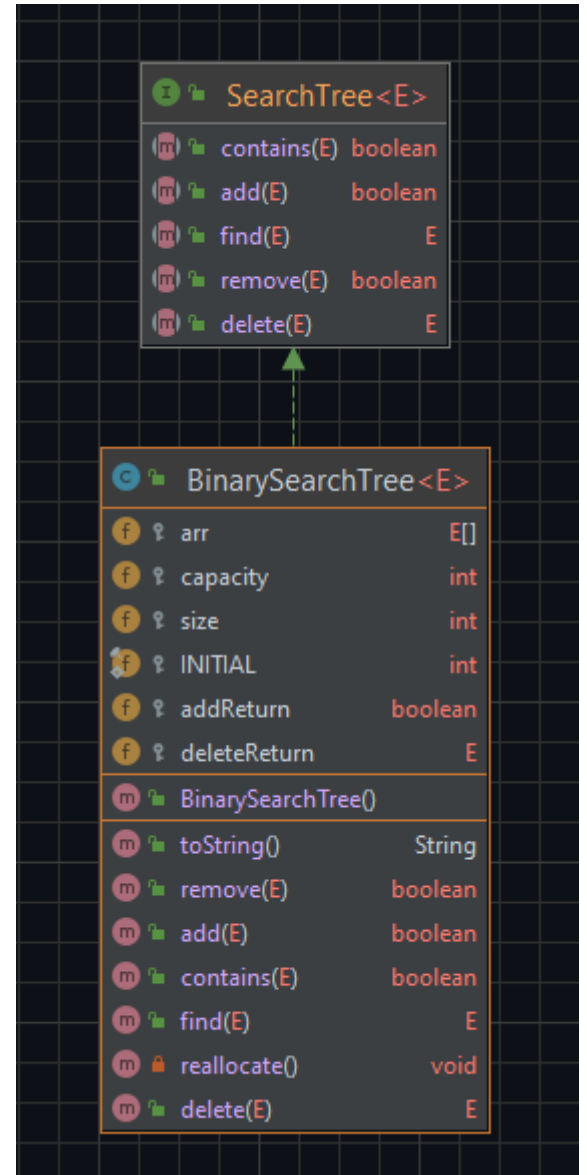 I SearchTree<E>
m contains(E) boolean
m add(E) boolean
m find(E) E
m remove(E) boolean
m delete(E) E
C BinarySearchTree<E>
f arr E[]
f capacity int
f size int
f INITIAL int
f addReturn boolean
f deleteReturn E
m BinarySearchTree()
m toString() String
m remove(E) boolean
m add(E) boolean
m contains(E) boolean
m find(E) E
m reallocate() void
m delete(E) E